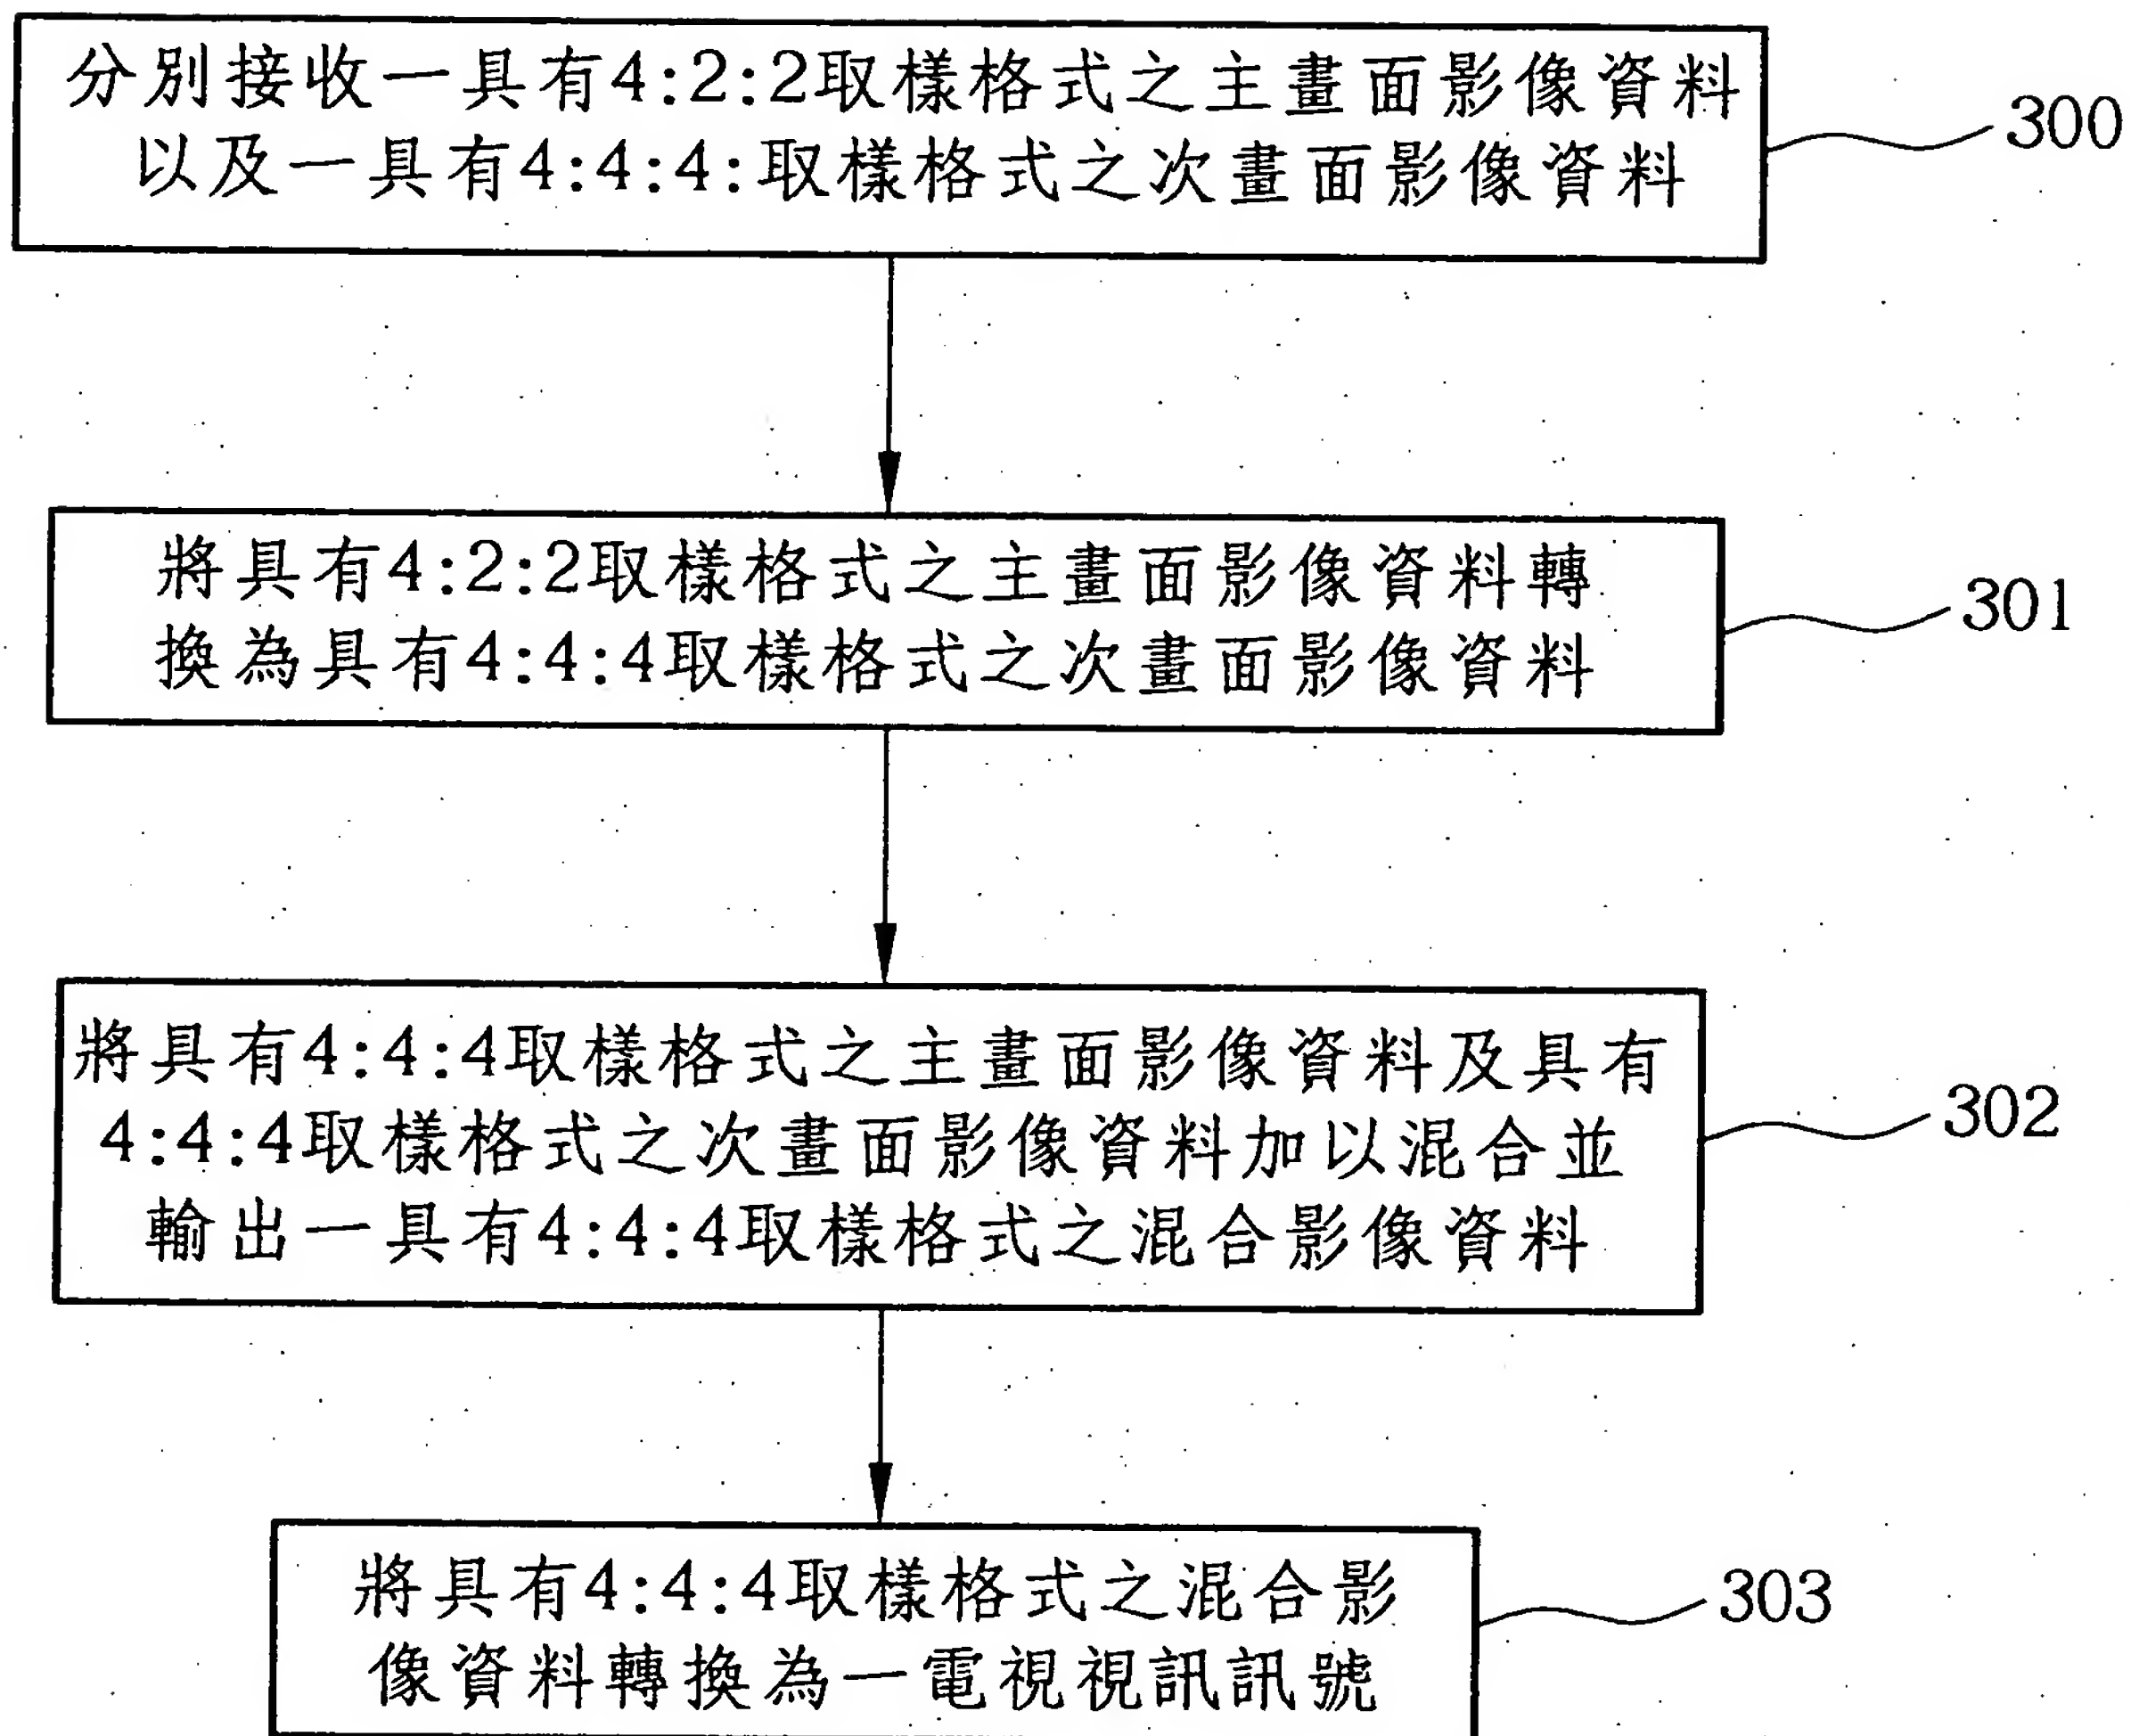 分別接收一具有4:2:2取樣格式之主畫面影像資料
以及一具有4:4:4:取樣格式之次畫面影像資料
300
將具有4:2:2取樣格式之主畫面影像資料轉
換為具有4:4:4取樣格式之次畫面影像資料
301
將具有4:4:4取樣格式之主畫面影像資料及具有
4:4:4取樣格式之次畫面影像資料加以混合並
輸出一具有4:4:4取樣格式之混合影像資料
302
將具有4:4:4取樣格式之混合影
像資料轉換為一電視視訊訊號
303